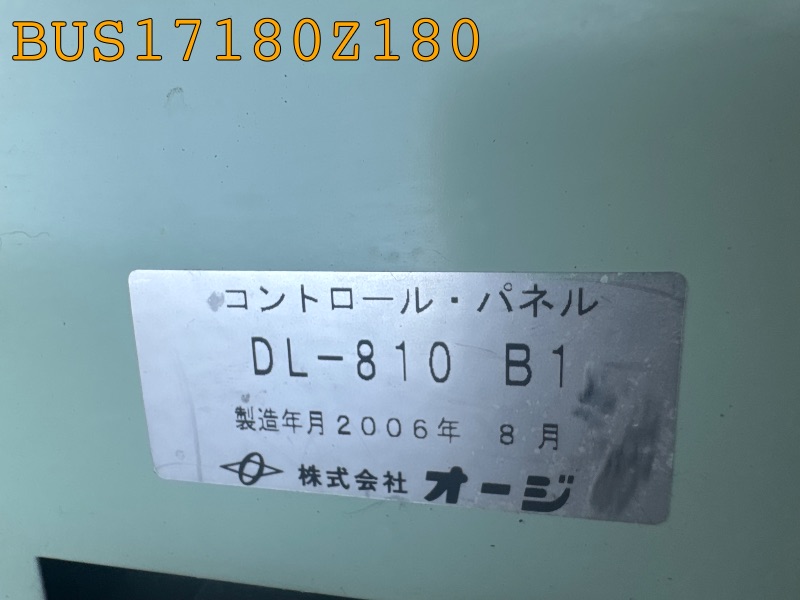 BUS17180Z180
コントロール・パネル
DL-810 B1
製造年月 2006年 8月
株式会社 オージ